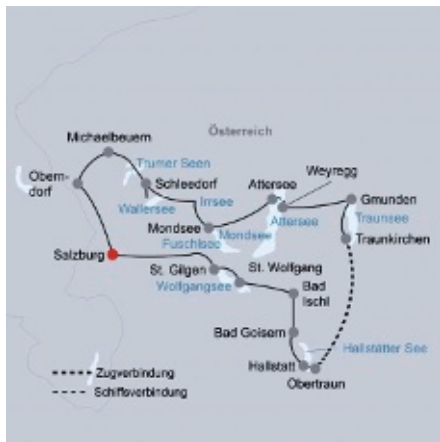 Michaelbeuern
Österreich
Trumer Seen
Attersee
Weyregg
Obern-
dorf
Schleedorf
Irrsee
Gmunden
Wallersee
Attersee
Traunsee
Mondsee
Mondsee
Traunkirchen
Fuschlsee
Salzburg
St. Gilgen
St. Wolfgang
Wolfgangsee
Bad
Ischl
Bad Goisern
Hallstätter See
Hallstatt
Obertraun
Zugverbindung
Schiffsverbindung